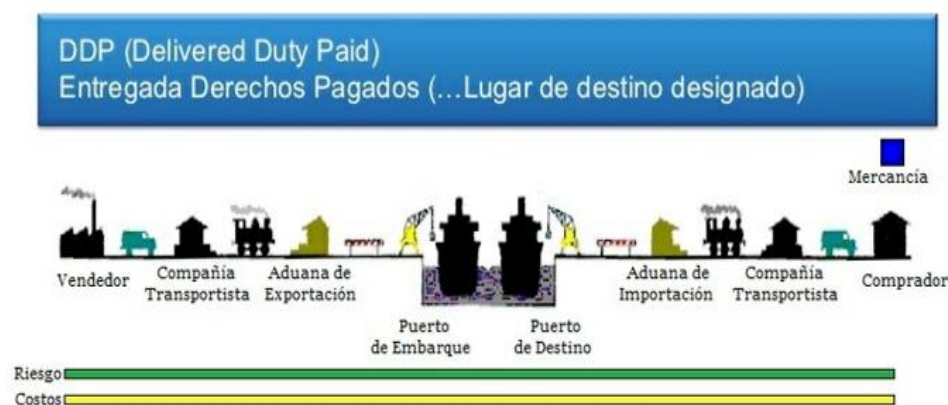 DDP (Delivered Duty Paid)
Entregada Derechos Pagados (...Lugar de destino designado)
Mercancía
Vendedor
Compañía
Transportista
Aduana de
Exportación
Puerto
de Embarque
Puerto
de Destino
Aduana de
Importación
Compañía
Transportista
Comprador
Riesgo
Costos